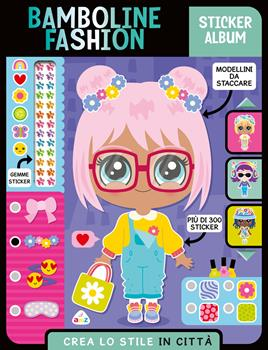 BAMBOLINE
FASHION
STICKER
ALBUM
MODELLINI
DA
STACCARE
GEMME
STICKER
PIÙ DI 300
STICKER
CREA LO STILE IN CITTÀ